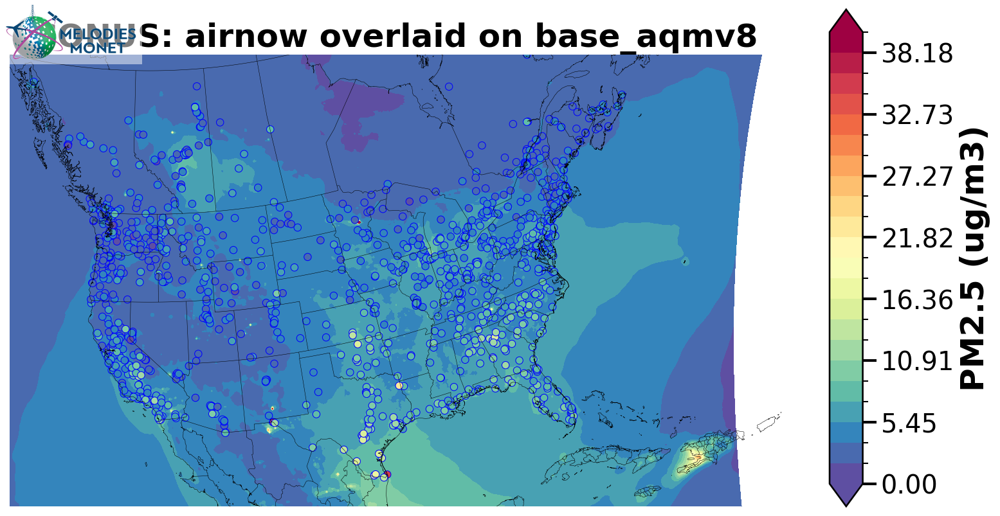 CONUS: airnow overlaid on base_aqmv8
MELODIES
MONET
38.18
32.73
27.27
21.82
16.36
10.91
5.45
0.00
PM2.5 (ug/m3)